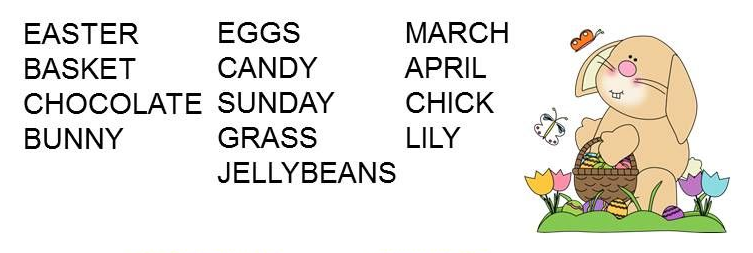 EASTER EGGS MARCH
BASKET CANDY APRIL
CHOCOLATE SUNDAY CHICK
BUNNY GRASS LILY
JELLYBEANS